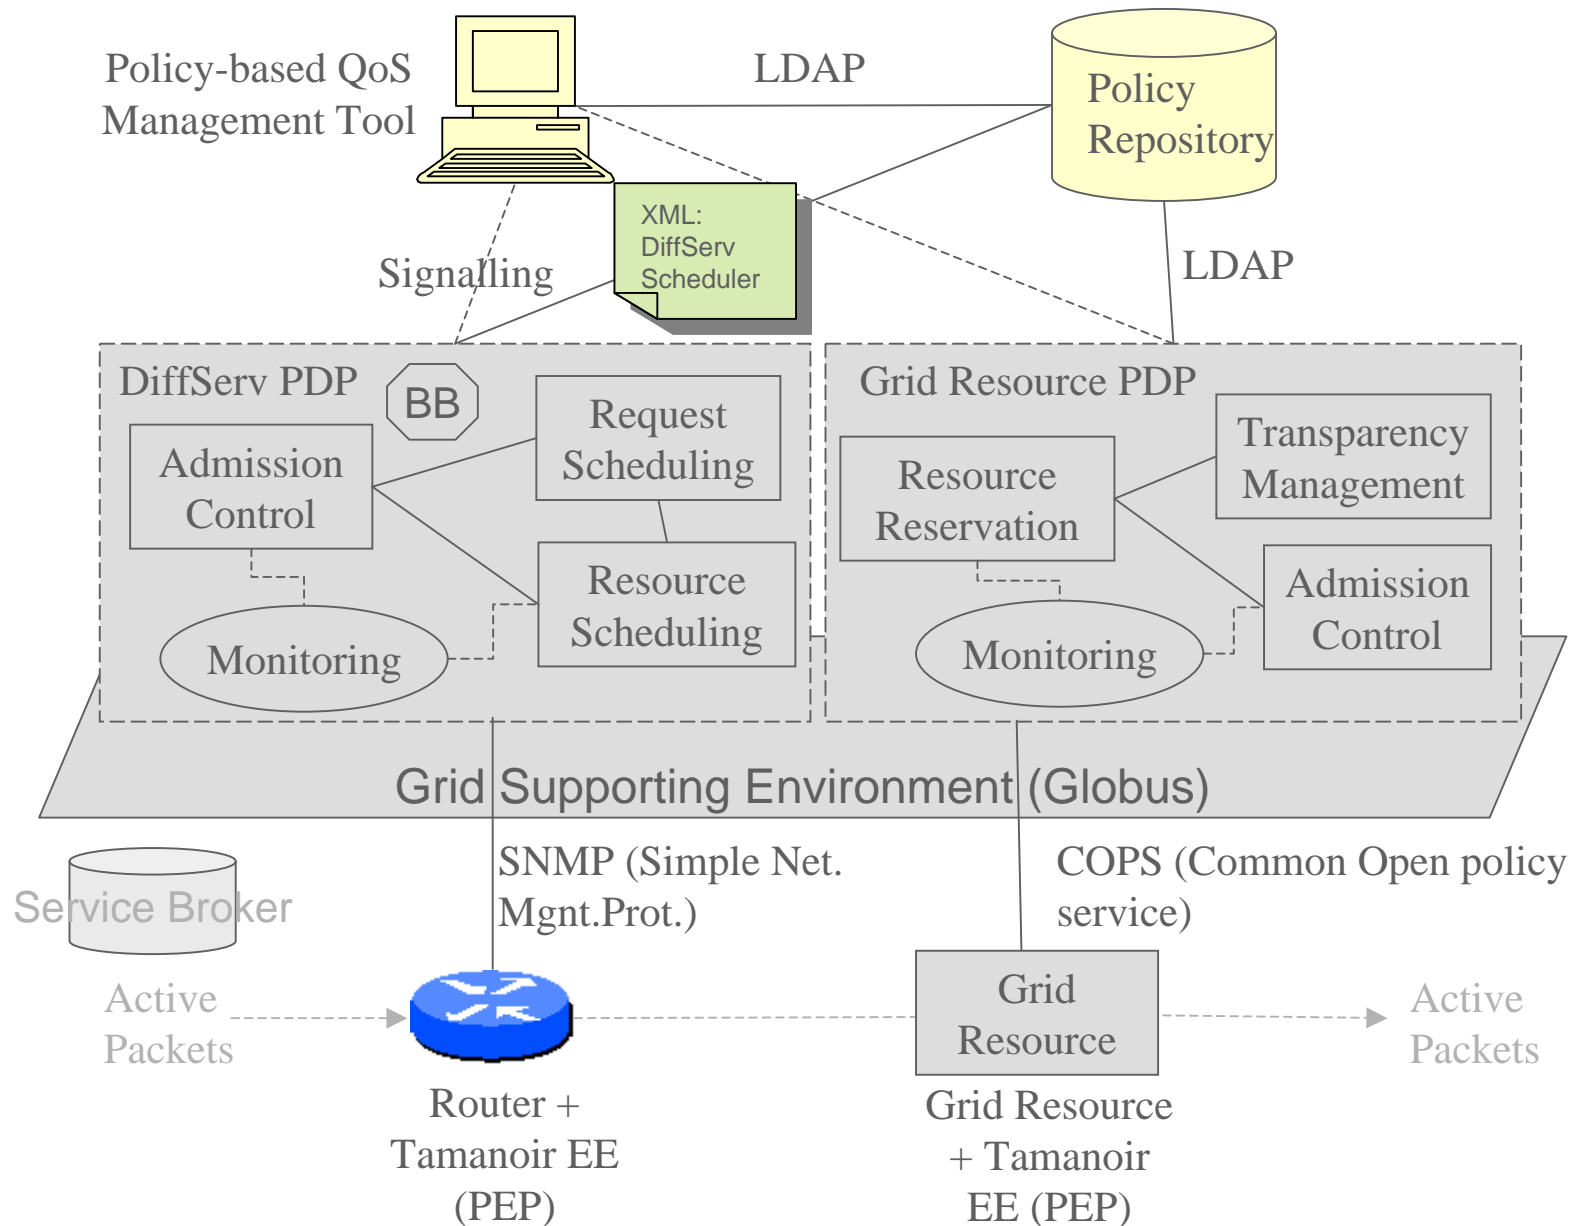 Policy-based QoS
Management Tool
LDAP
Policy
Repository
XML:
DiffServ
Scheduler
Signalling
LDAP
DiffServ PDP
BB
Request
Scheduling
Admission
Control
Resource
Scheduling
Monitoring
Grid Resource PDP
Transparency
Management
Resource
Reservation
Admission
Control
Monitoring
Grid Supporting Environment (Globus)
SNMP (Simple Net.
Mgnt.Prot.)
COPS (Common Open policy
service)
Service Broker
Active
Packets
Grid
Resource
Active
Packets
Router +
Tamanoir EE
(PEP)
Grid Resource
+ Tamanoir
EE (PEP)